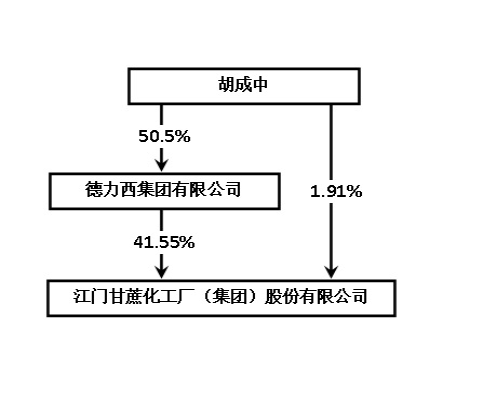 胡成中
50.5%
德力西集团有限公司
1.91%
41.55%
江门甘蔗化工厂（集团）股份有限公司